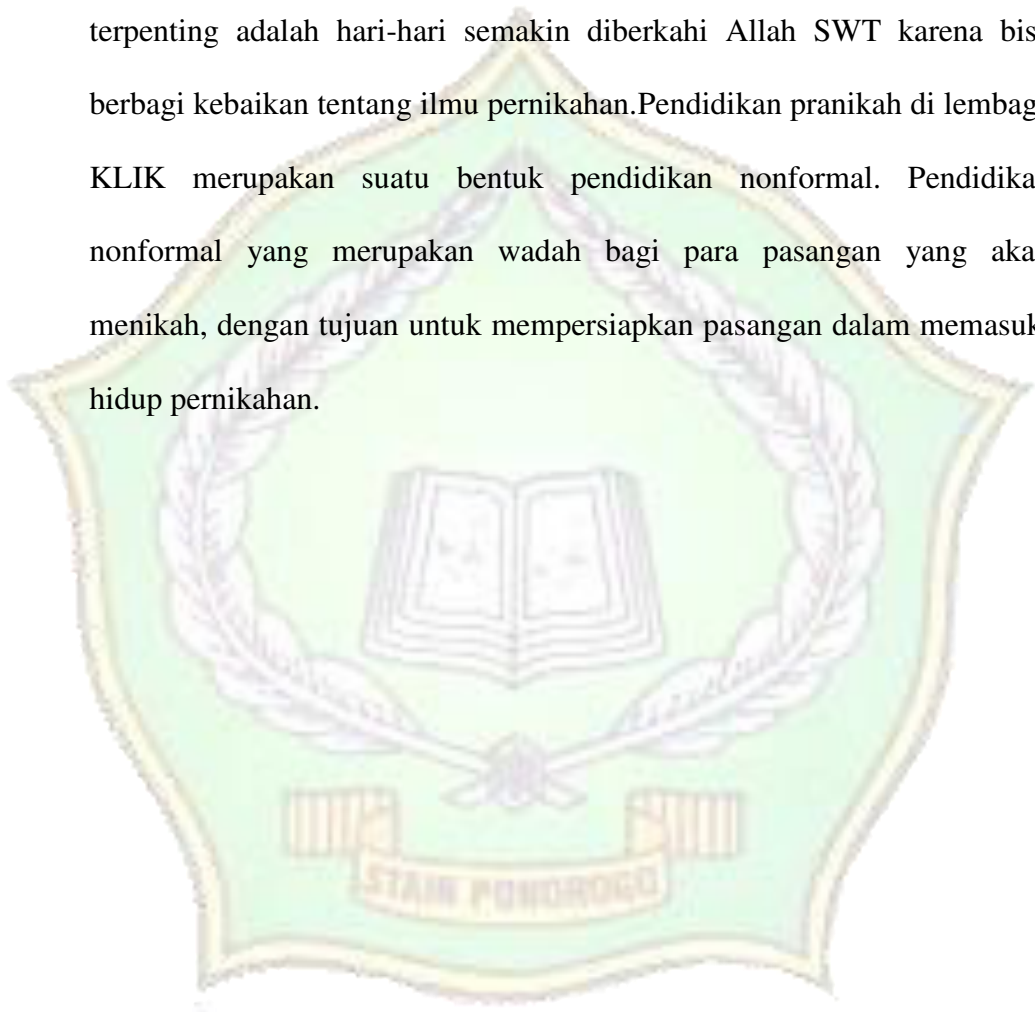 terpenting adalah hari-hari semakin diberkahi Allah SWT karena bis
berbagi kebaikan tentang ilmu pernikahan.Pendidikan pranikah di lembag
KLIK merupakan suatu bentuk pendidikan nonformal. Pendidika
nonformal yang merupakan wadah bagi para pasangan yang aka
menikah, dengan tujuan untuk mempersiapkan pasangan dalam memasuk
hidup pernikahan.
STAIN PONOROGO